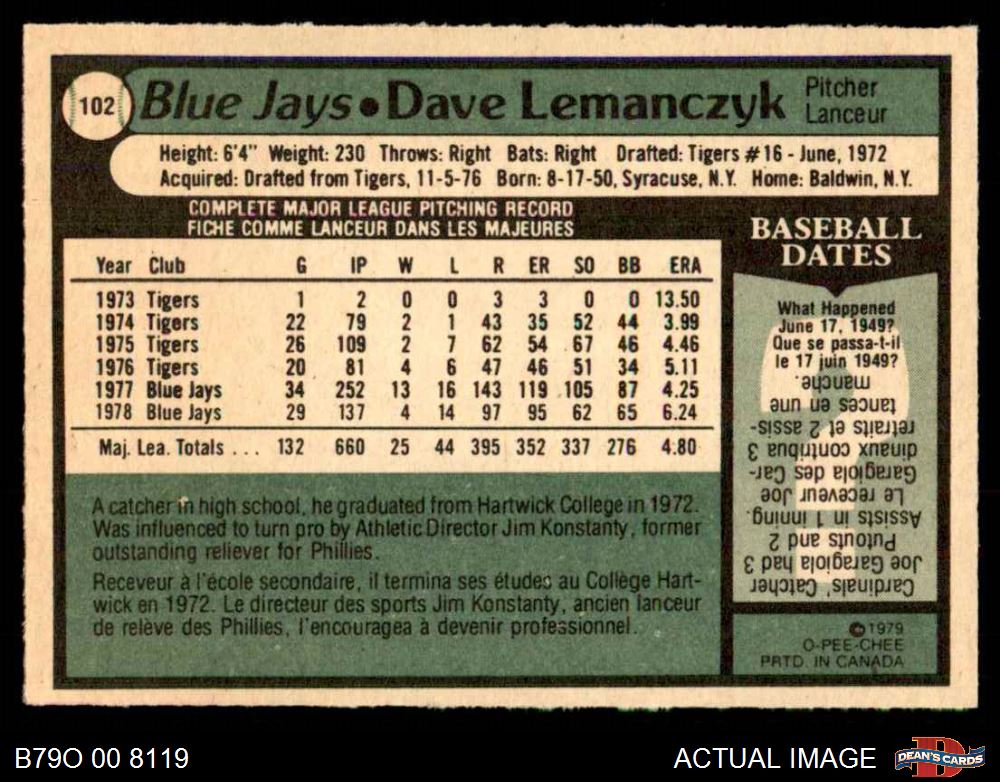 102 Blue Jays • Dave Lemanczyk Pitcher
Lanceur
Height: 6'4" Weight: 230 Throws: Right Bats: Right Drafted: Tigers #16 - June, 1972
Acquired: Drafted from Tigers, 11-5-76 Born: 8-17-50, Syracuse, N.Y. Home: Baldwin, N.Y.
COMPLETE MAJOR LEAGUE PITCHING RECORD
FICHE COMME LANCEUR DANS LES MAJEURES
Year Club G IP W L R ER SO BB ERA
1973 Tigers 1 2 0 0 3 3 0 0 13.50
1974 Tigers 22 79 2 1 43 35 52 44 3.99
1975 Tigers 26 109 2 7 62 54 67 46 4.46
1976 Tigers 20 81 4 6 47 46 51 34 5.11
1977 Blue Jays 34 252 13 16 143 119 105 87 4.25
1978 Blue Jays 29 137 4 14 97 95 62 65 6.24
Maj. Lea. Totals . . . 132 660 25 44 395 352 337 276 4.80
A catcher in high school, he graduated from Hartwick College in 1972.
Was influenced to turn pro by Athletic Director Jim Konstanty, former
outstanding reliever for Phillies.
Receveur à l'école secondaire, il termina ses études au Collège Hart-
wick en 1972. Le directeur des sports Jim Konstanty, ancien lanceur
de relève des Phillies, l'encouragea à devenir professionnel.
BASEBALL
DATES
What Happened
June 17, 1949?
Que se passa-t-il
le 17 juin 1949?
Cardinals' Catcher
Joe Garagiola had 3
Putouts and 2
Assists in 1 inning.
Le receveur Joe
Garagiola des Car-
dinaux contribua 3
retraits et 2 assis-
tances en une
manche.
©1979
O-PEE-CHEE
PRTD. IN CANADA
B79O 00 8119
ACTUAL IMAGE
D
DEAN'S CARDS